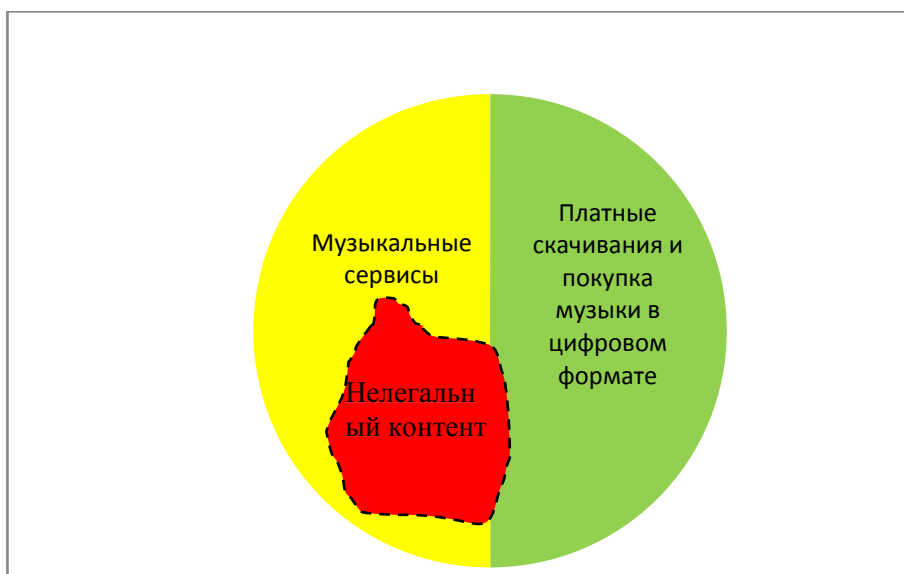 Музыкальные
сервисы
Платные
скачивания и
покупка
музыки в
цифровом
формате
Нелегальн
ый контент